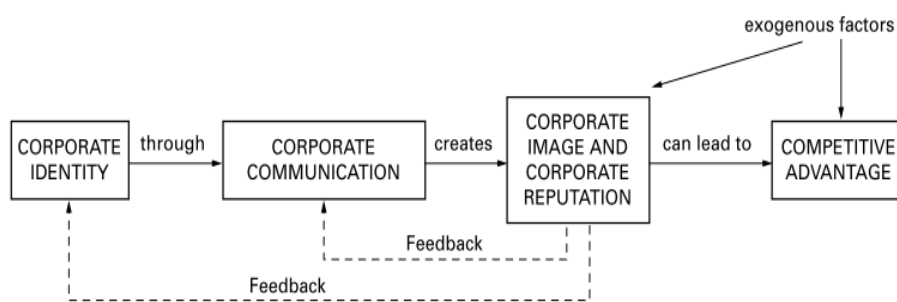 exogenous factors
CORPORATE
IDENTITY
through
CORPORATE
COMMUNICATION
creates
CORPORATE
IMAGE AND
CORPORATE
REPUTATION
can lead to
COMPETITIVE
ADVANTAGE
Feedback
Feedback